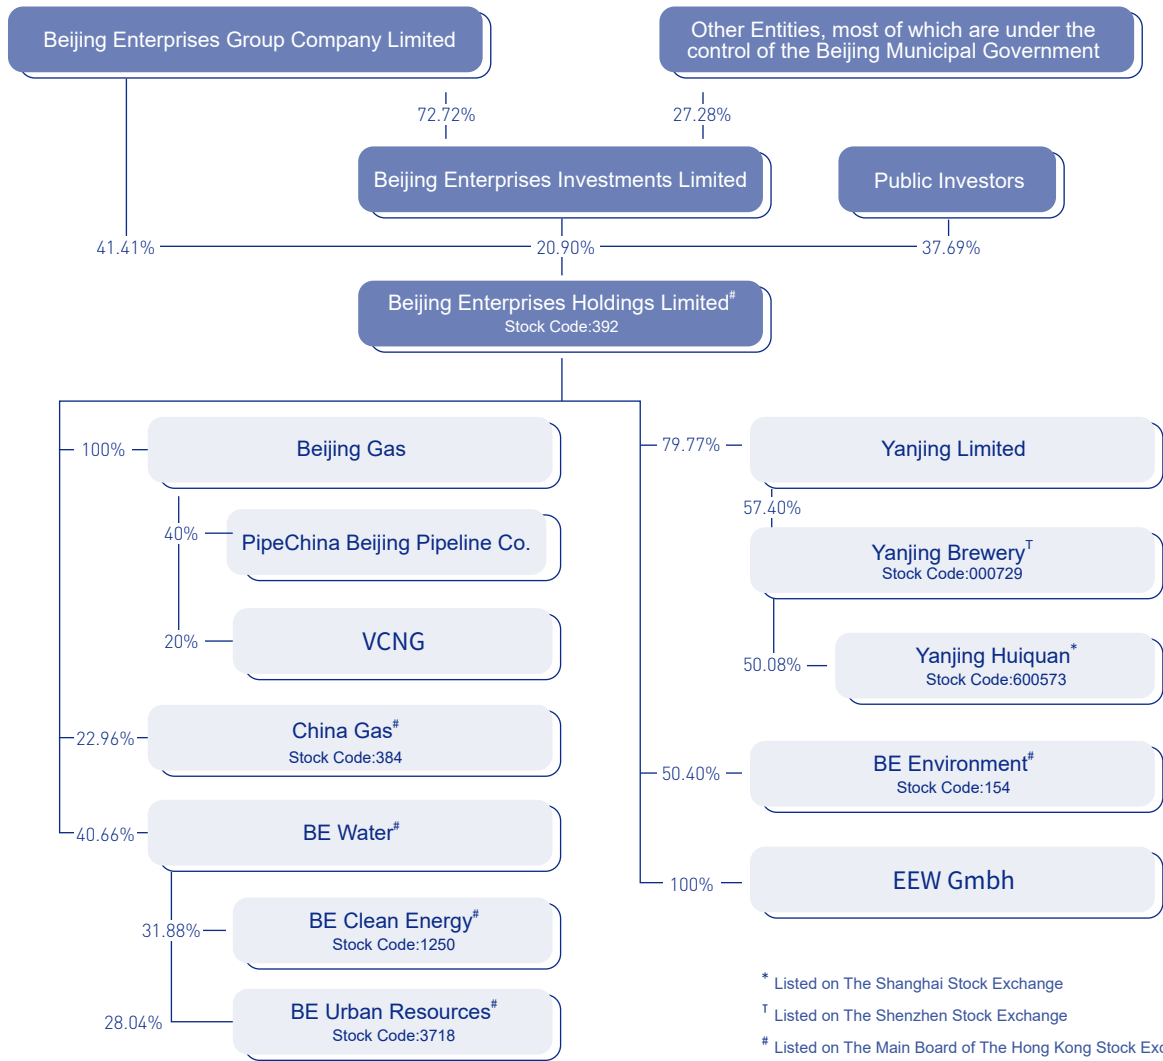 Beijing Enterprises Group Company Limited
Other Entities, most of which are under the
control of the Beijing Municipal Government
72.72%
27.28%
Beijing Enterprises Investments Limited
Public Investors
41.41%
20.90%
37.69%
Beijing Enterprises Holdings Limited#
Stock Code:392
100%
Beijing Gas
40%
PipeChina Beijing Pipeline Co.
20%
VCNG
22.96%
China Gas#
Stock Code:384
40.66%
BE Water#
31.88%
BE Clean Energy#
Stock Code:1250
28.04%
BE Urban Resources#
Stock Code:3718
79.77%
Yanjing Limited
57.40%
Yanjing Brewery T
Stock Code:000729
50.08%
Yanjing Huiquan*
Stock Code:600573
50.40%
BE Environment#
Stock Code:154
100%
EEW Gmbh
* Listed on The Shanghai Stock Exchange
T Listed on The Shenzhen Stock Exchange
# Listed on The Main Board of The Hong Kong Stock